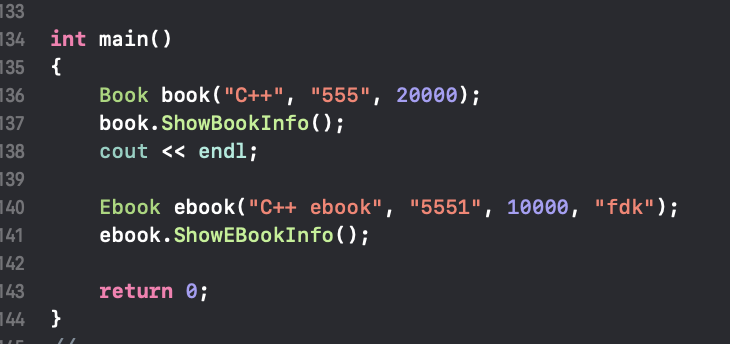 133
134 int main()
135 {
136     Book book("C++", "555", 20000);
137     book.ShowBookInfo();
138     cout << endl;
139
140     Ebook ebook("C++ ebook", "5551", 10000, "fdk");
141     ebook.ShowEBookInfo();
142
143     return 0;
144 }
145 //